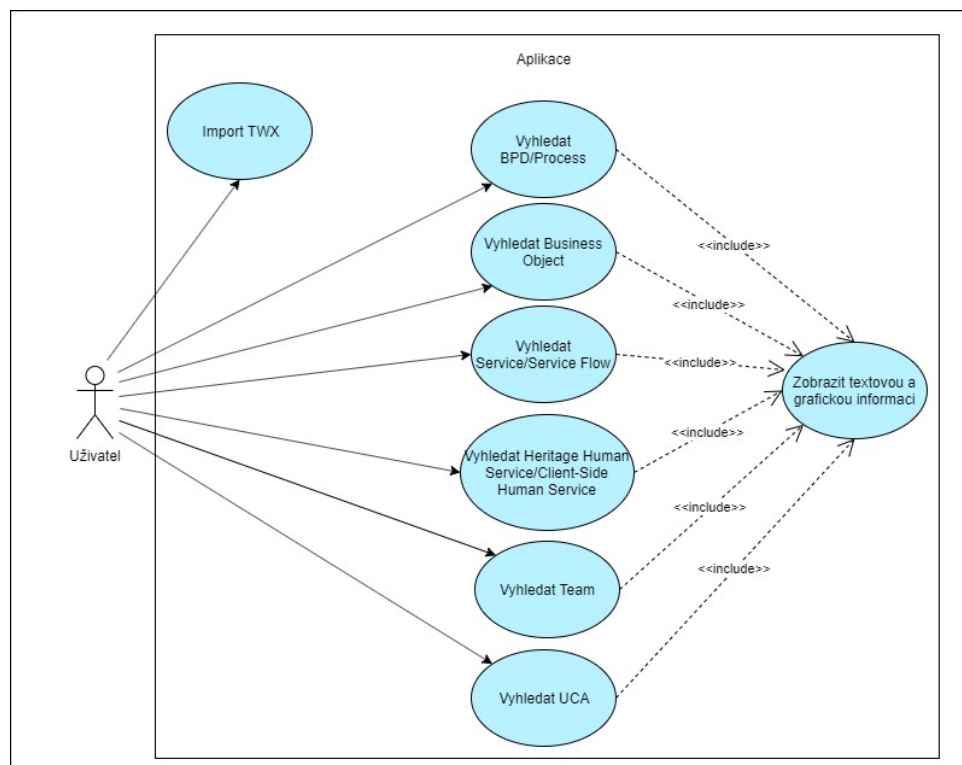 Aplikace
Import TWX
Vyhledat
BPD/Process
<<include>>
Vyhledat Business
Object
<<include>>
Vyhledat
Service/Service Flow
<<include>>
Zobrazit textovou a
grafickou informaci
Uživatel
Vyhledat Heritage Human
Service/Client-Side
Human Service
<<include>>
<<include>>
Vyhledat Team
<<include>>
Vyhledat UCA